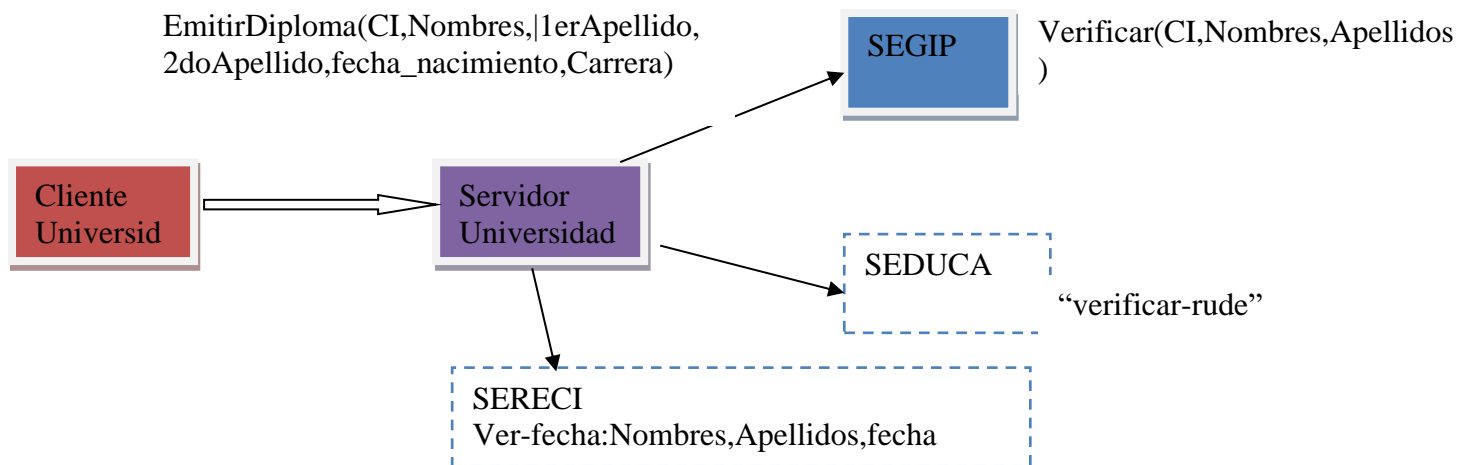 EmitirDiploma(CI,Nombres,|1erApellido,
2doApellido,fecha_nacimiento,Carrera)
SEGIP
Verificar(CI,Nombres,Apellidos
)
Cliente
Universid
Servidor
Universidad
SEDUCA
“verificar-rude”
SERECI
Ver-fecha:Nombres,Apellidos,fecha